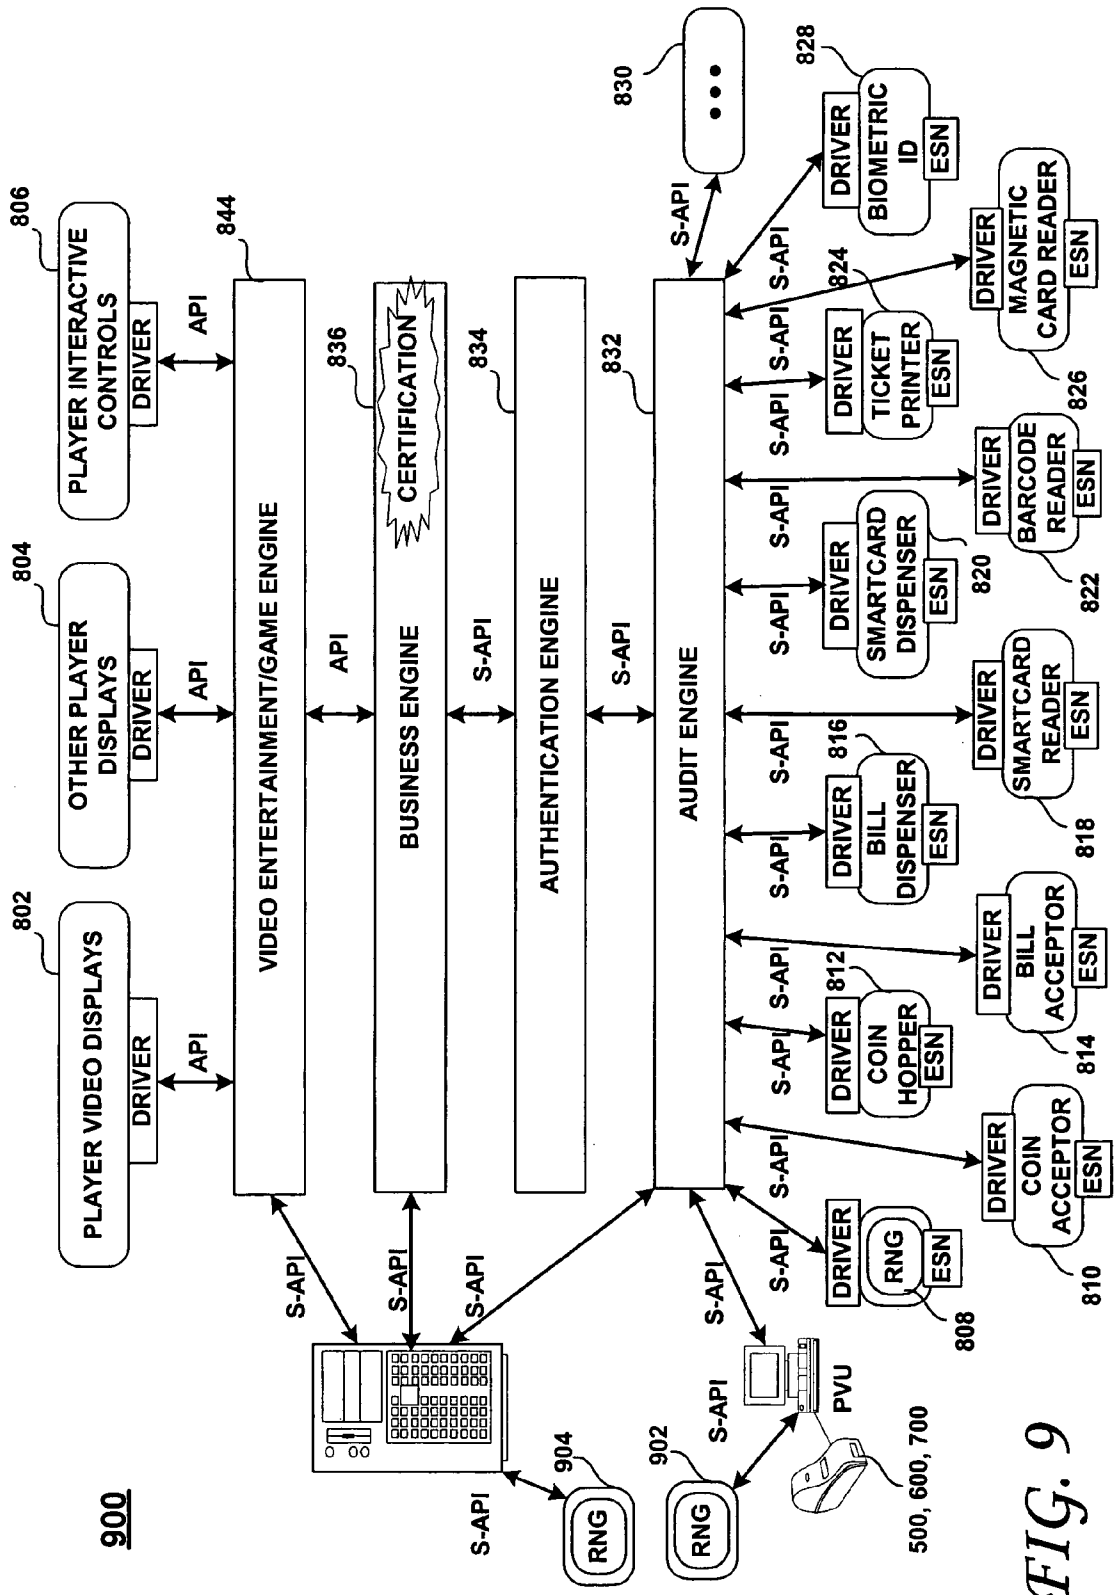 900
802
PLAYER VIDEO DISPLAYS
DRIVER
API
804
OTHER PLAYER
DISPLAYS
DRIVER
API
806
PLAYER INTERACTIVE
CONTROLS
DRIVER
API
844
VIDEO ENTERTAINMENT/GAME ENGINE
API
836
BUSINESS ENGINE
CERTIFICATION
S-API
834
AUTHENTICATION ENGINE
S-API
832
AUDIT ENGINE
S-API
S-API
S-API
S-API
904
RNG
902
RNG
S-API
S-API
PVU
500, 600, 700
S-API
830
S-API
DRIVER
RNG
ESN
808
S-API
DRIVER
COIN
ACCEPTOR
ESN
810
S-API
812
DRIVER
COIN
HOPPER
ESN
S-API
DRIVER
BILL
ACCEPTOR
ESN
814
S-API
816
DRIVER
BILL
DISPENSER
ESN
S-API
DRIVER
SMARTCARD
READER
ESN
818
S-API
DRIVER
SMARTCARD
DISPENSER
ESN
820
S-API
DRIVER
BARCODE
READER
ESN
822
S-API
824
DRIVER
TICKET
PRINTER
ESN
S-API
DRIVER
MAGNETIC
CARD READER
ESN
826
S-API
828
DRIVER
BIOMETRIC
ID
ESN
FIG. 9